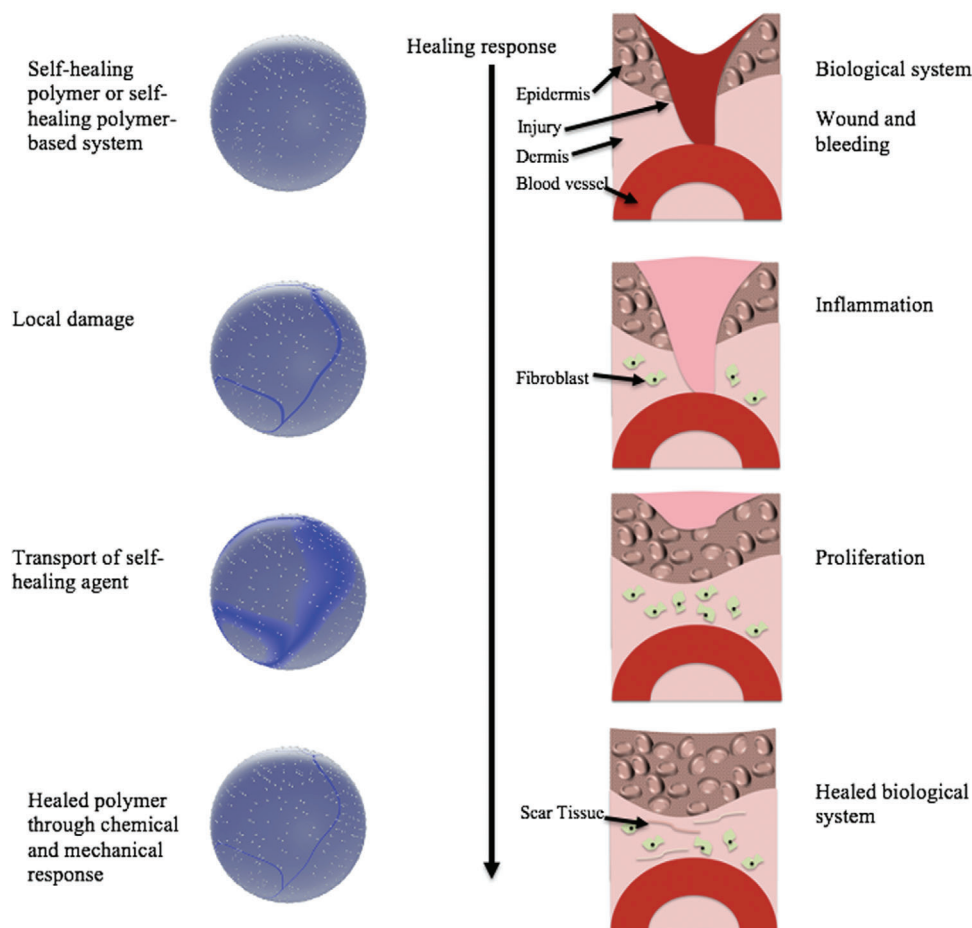 Self-healing
polymer or self-
healing polymer-
based system
Healing response
Epidermis
Injury
Dermis
Blood vessel
Biological system
Wound and
bleeding
Local damage
Fibroblast
Inflammation
Transport of self-
healing agent
Proliferation
Healed polymer
through chemical
and mechanical
response
Scar Tissue
Healed biological
system